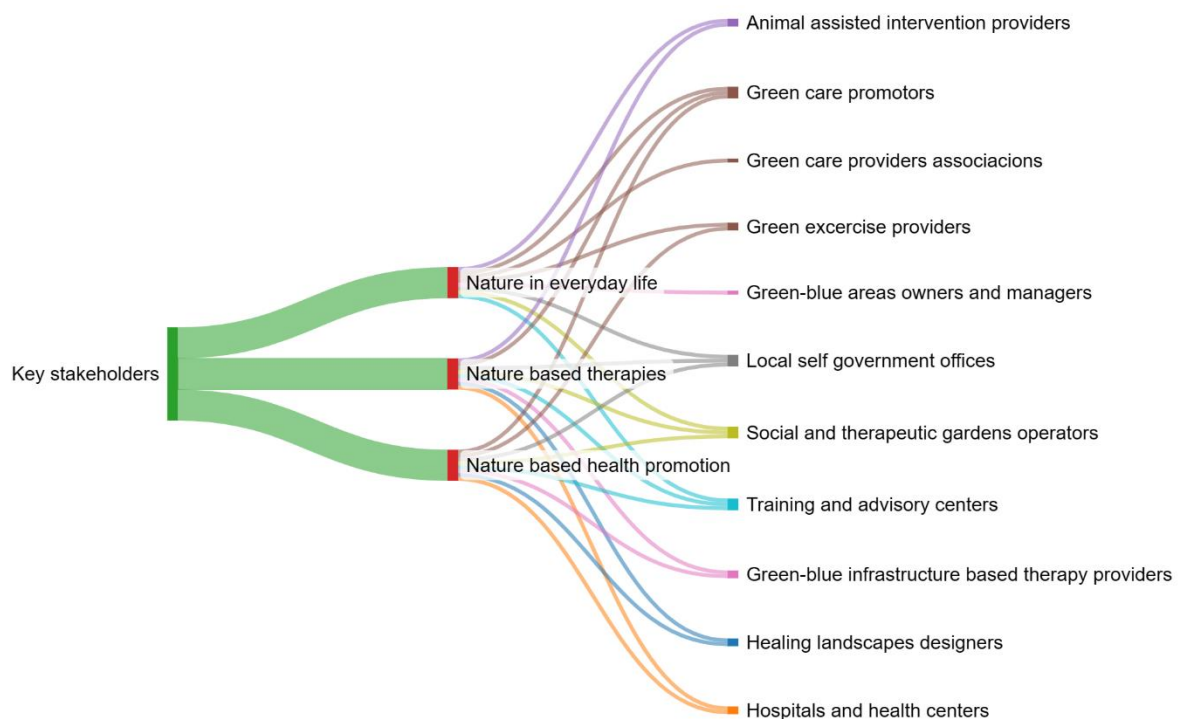 Key stakeholders
Nature in everyday life
Nature based therapies
Nature based health promotion
Animal assisted intervention providers
Green care promotors
Green care providers associacions
Green excercise providers
Green-blue areas owners and managers
Local self government offices
Social and therapeutic gardens operators
Training and advisory centers
Green-blue infrastructure based therapy providers
Healing landscapes designers
Hospitals and health centers